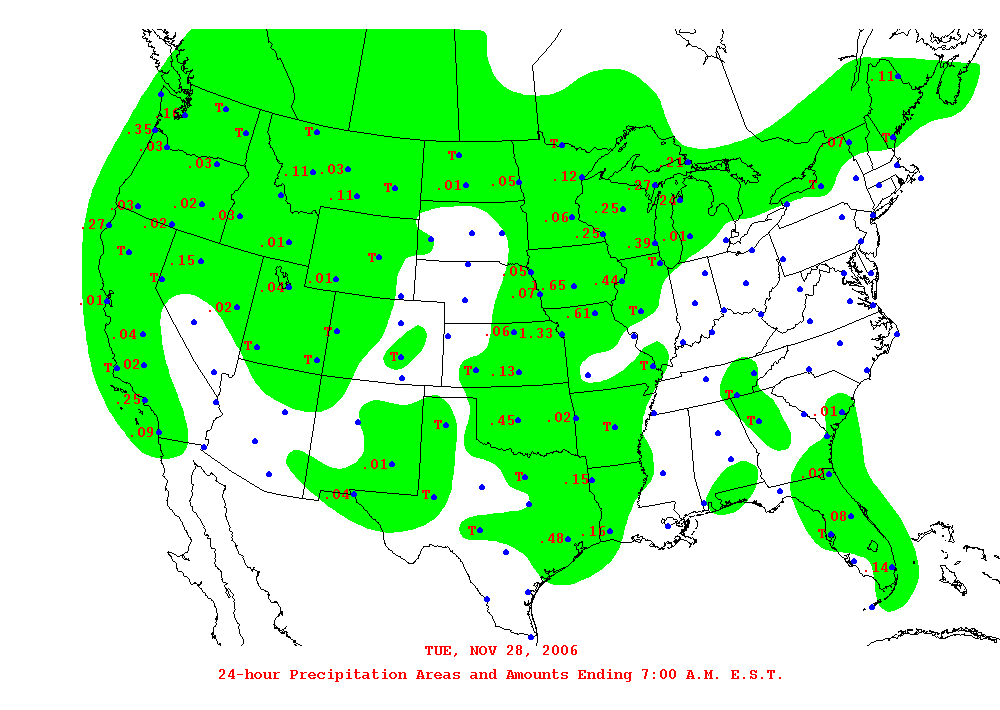 .11
.15 T
.35 T T
.03 T .07 T
.03 T .21
.11 .03 .01 .05 .12 .27 T
.11 T
.03 .02 .03 .06 .25 .24
.27 .02 .25 .39 .01
T .01 T T
.15 .05
.04 .01 1.65 .44
.01 .02 .07 .61 T
.04 T .06 1.33
T T T
T .02 T .13 T
.25 T
.45 .02 T T .01
.09
.01 T .15 .02
.04 T
T .16 .08 T
.48
.14
TUE, NOV 28, 2006
24-hour Precipitation Areas and Amounts Ending 7:00 A.M. E.S.T.